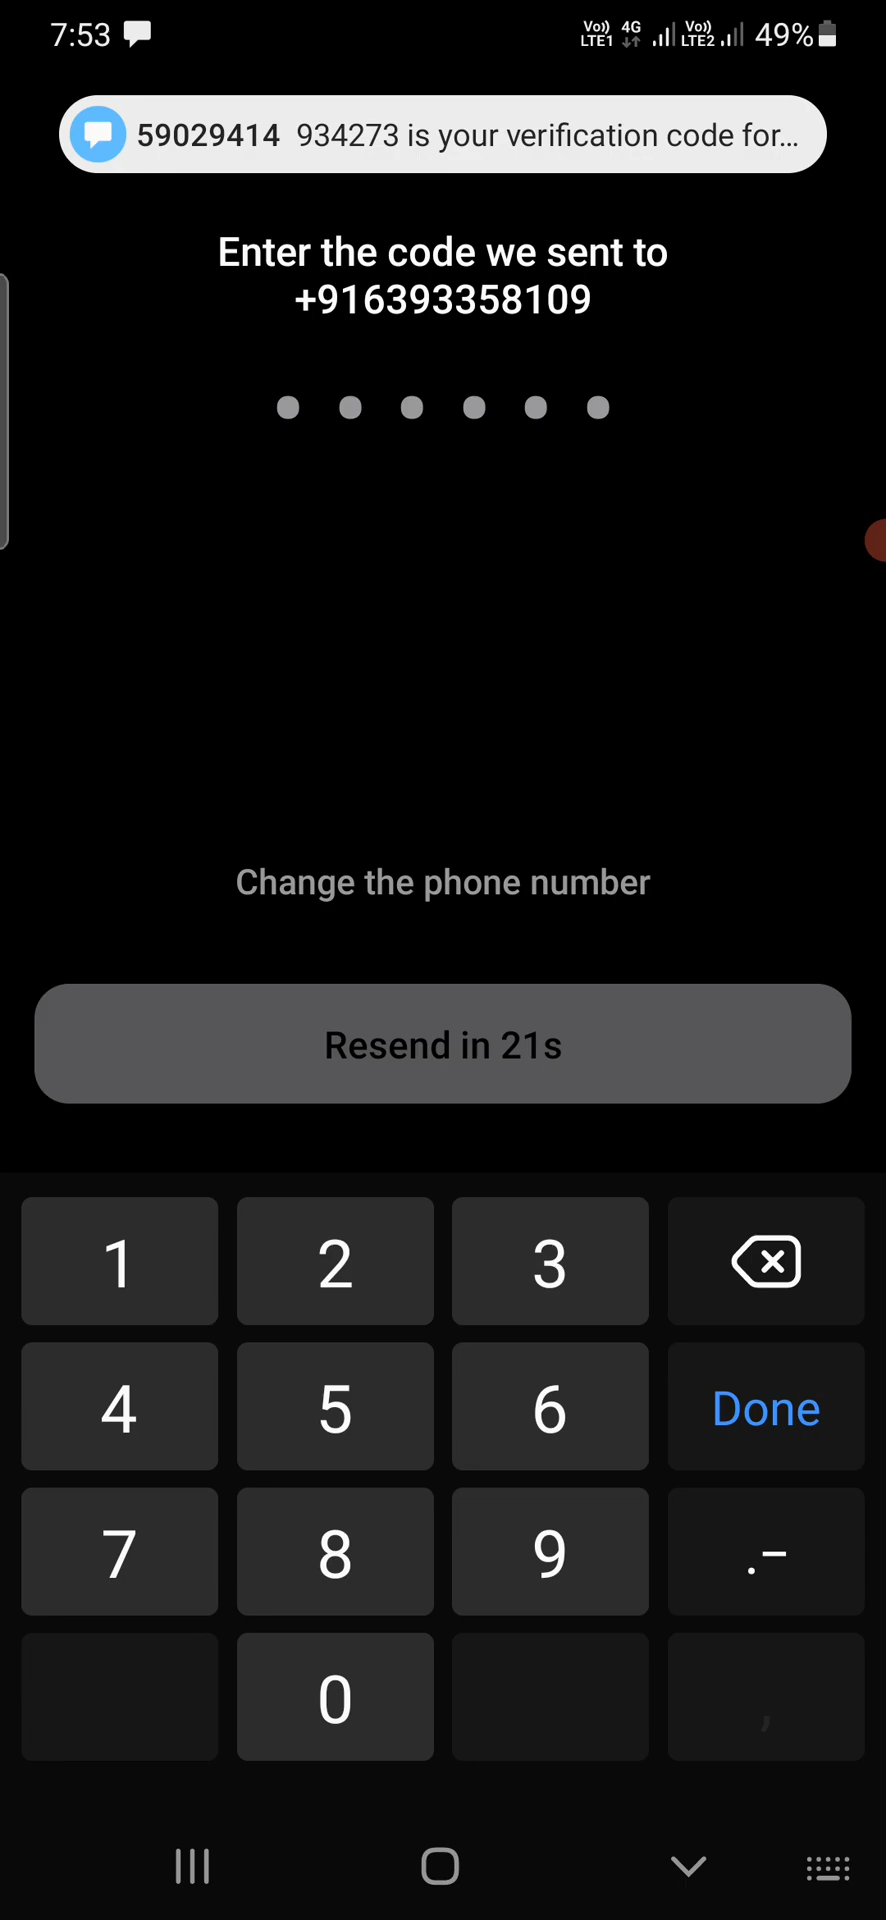 7:53 Vo)) LTE1 4G Vo)) LTE2 49%
59029414 934273 is your verification code for...
Enter the code we sent to
+916393358109
Change the phone number
Resend in 21s
1 2 3
4 5 6 Done
7 8 9 .-
0 ,